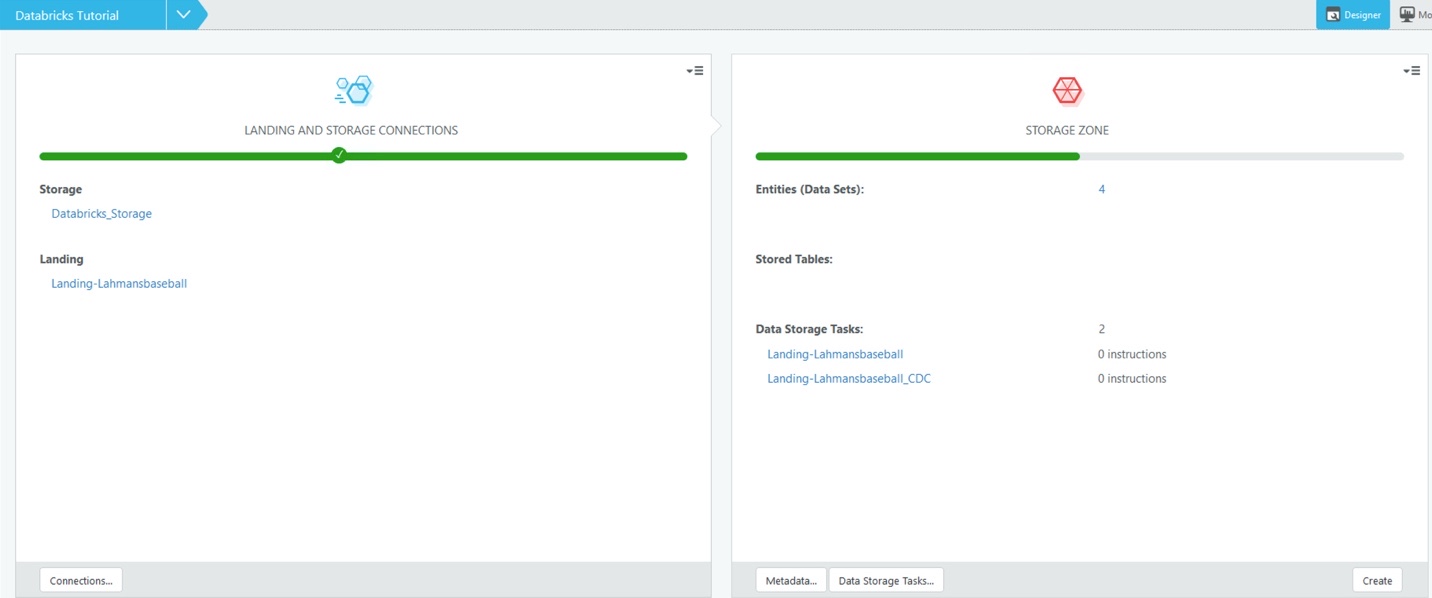 Databricks Tutorial
Designer
Mo
LANDING AND STORAGE CONNECTIONS
Storage
Databricks_Storage
Landing
Landing-Lahmansbaseball
Connections...
STORAGE ZONE
Entities (Data Sets): 4
Stored Tables:
Data Storage Tasks: 2
Landing-Lahmansbaseball 0 instructions
Landing-Lahmansbaseball_CDC 0 instructions
Metadata... Data Storage Tasks... Create